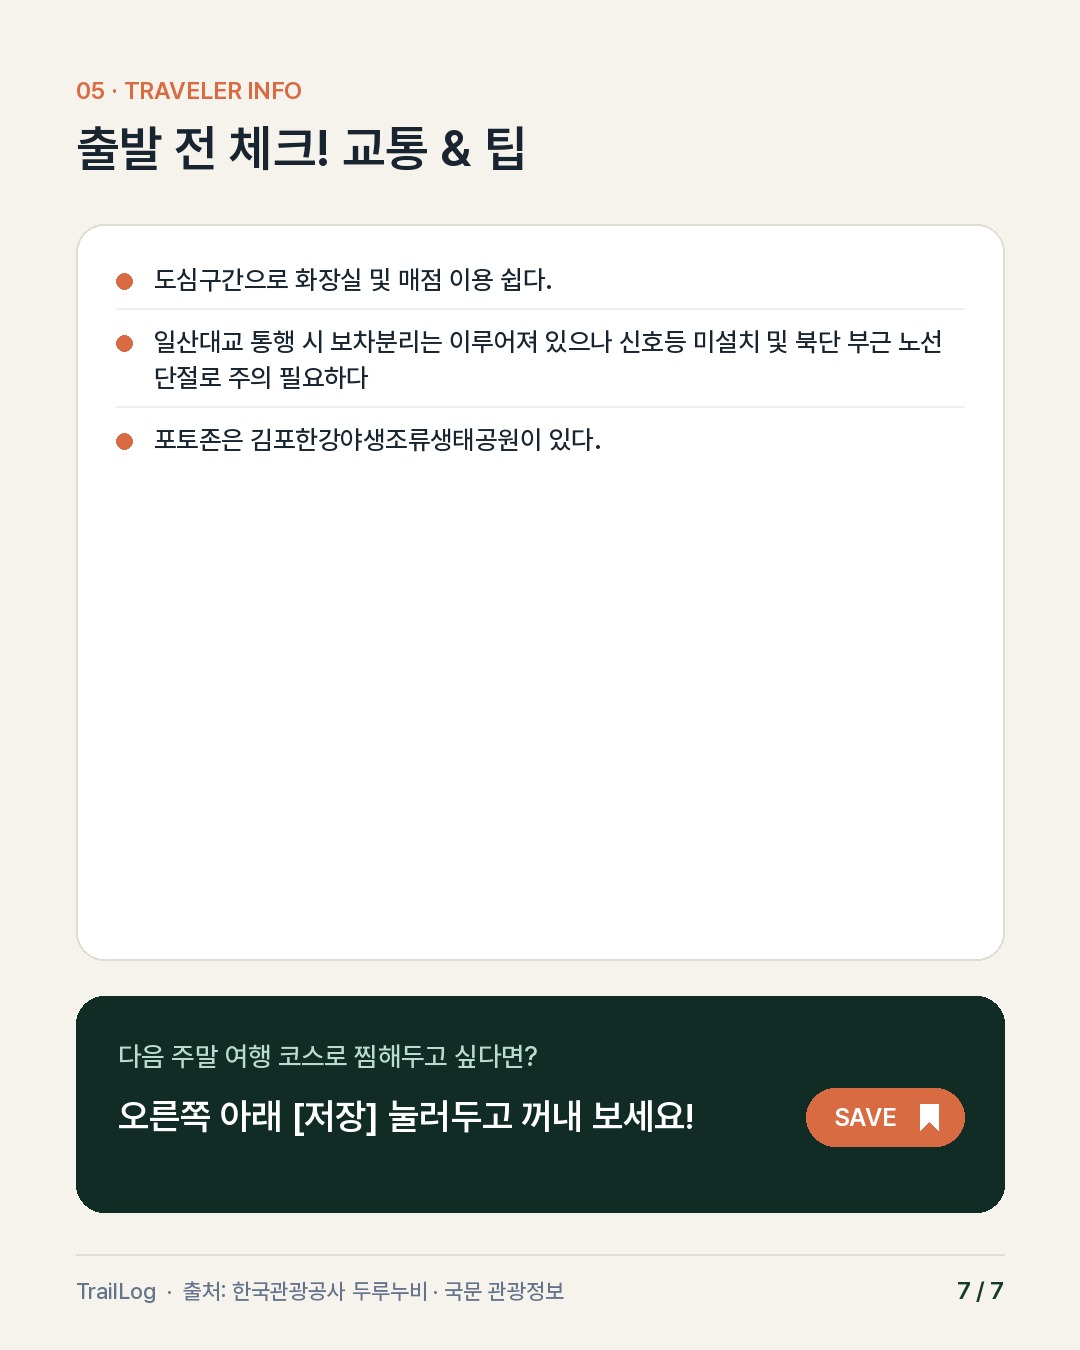 05 · TRAVELER INFO
출발 전 체크! 교통 & 팁
도심구간으로 화장실 및 매점 이용 쉽다.
일산대교 통행 시 보차분리는 이루어져 있으나 신호등 미설치 및 북단 부근 노선
단절로 주의 필요하다
포토존은 김포한강야생조류생태공원이 있다.
다음 주말 여행 코스로 찜해두고 싶다면?
오른쪽 아래 [저장] 눌러두고 꺼내 보세요!
SAVE
TrailLog · 출처: 한국관광공사 두루누비 · 국문 관광정보
7 / 7